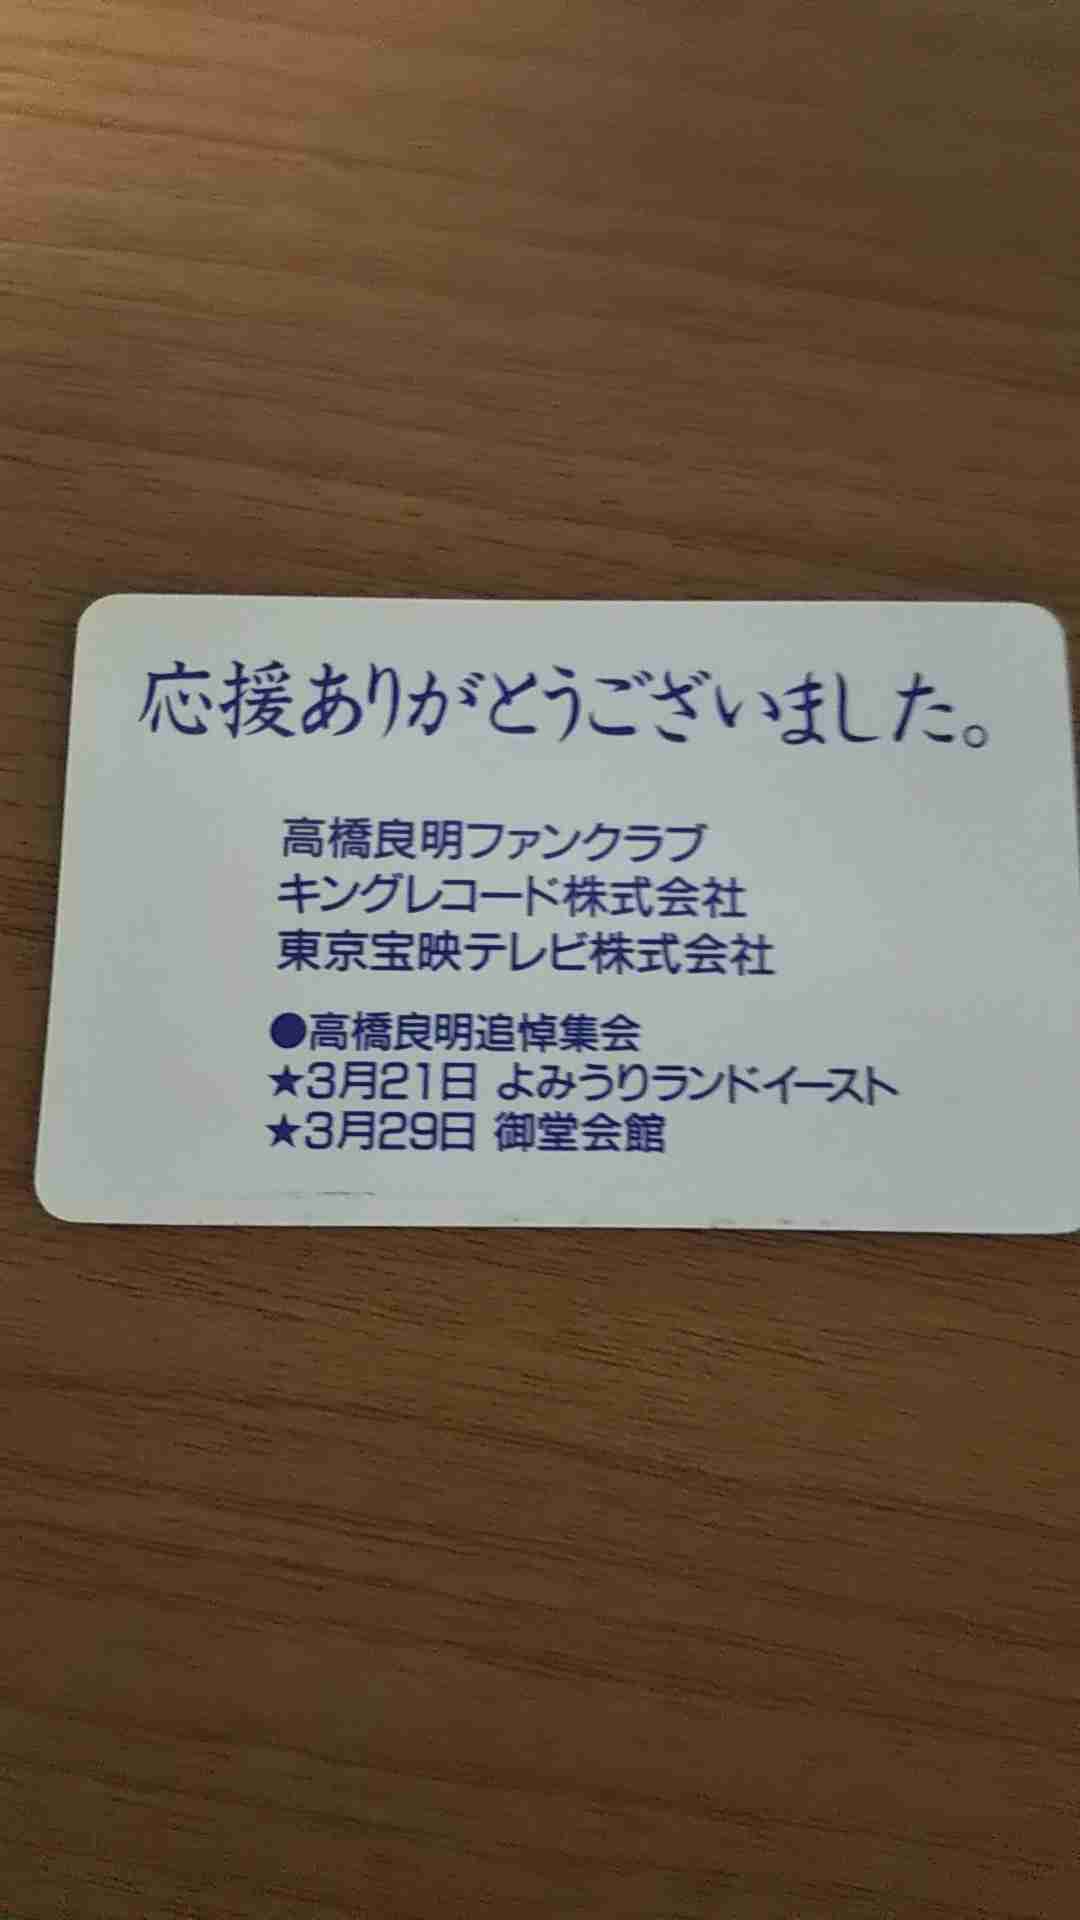 応援ありがとうございました。
高橋良明ファンクラブ
キングレコード株式会社
東京宝映テレビ株式会社
●高橋良明追悼集会
★3月21日 よみうりランドイースト
★3月29日 御堂会館